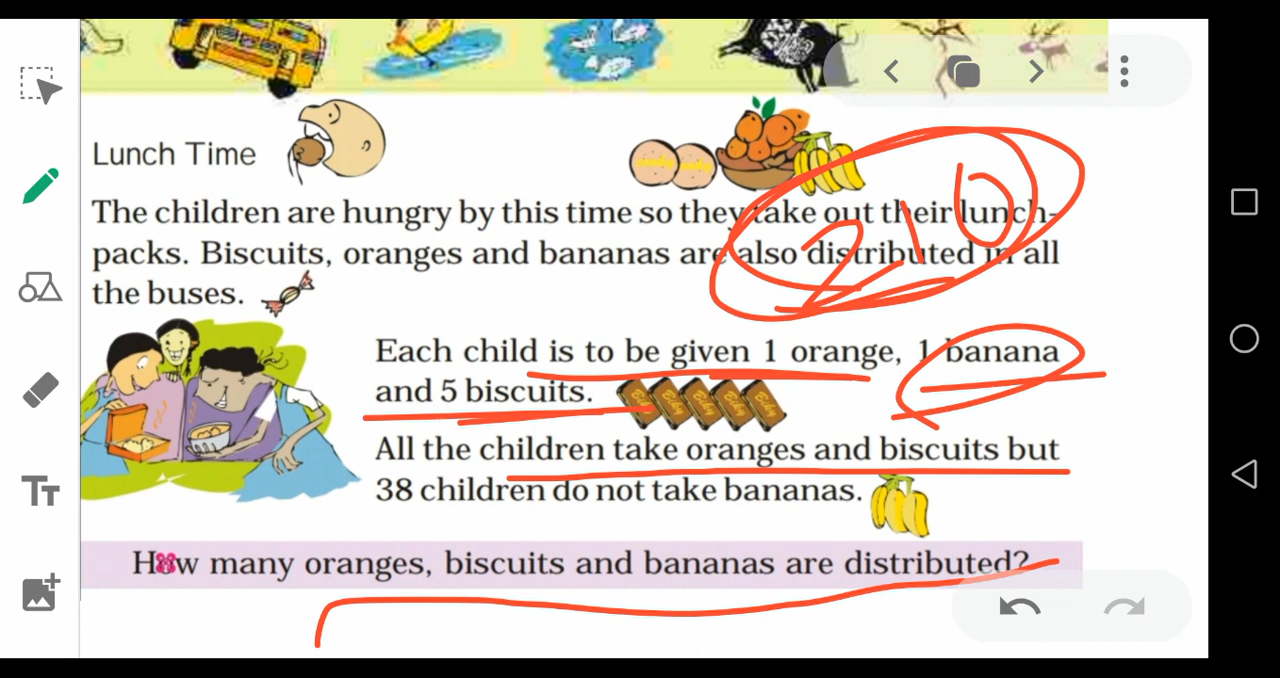 Lunch Time
The children are hungry by this time so they take out their lunch-
packs. Biscuits, oranges and bananas are also distributed in all
the buses.
210
Each child is to be given 1 orange, 1 banana
and 5 biscuits.
All the children take oranges and biscuits but
38 children do not take bananas.
How many oranges, biscuits and bananas are distributed?
TT